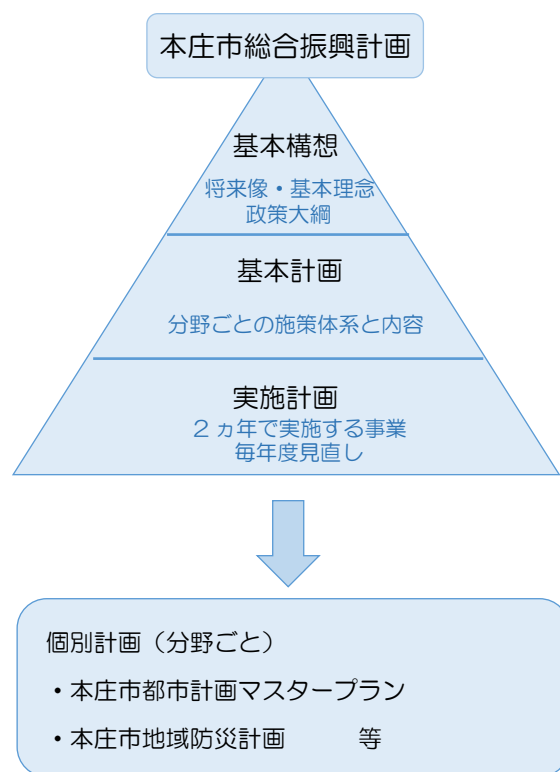 本庄市総合振興計画
基本構想
将来像・基本理念
政策大綱
基本計画
分野ごとの施策体系と内容
実施計画
２ヵ年で実施する事業
毎年度見直し
個別計画（分野ごと）
・本庄市都市計画マスタープラン
・本庄市地域防災計画　　　等